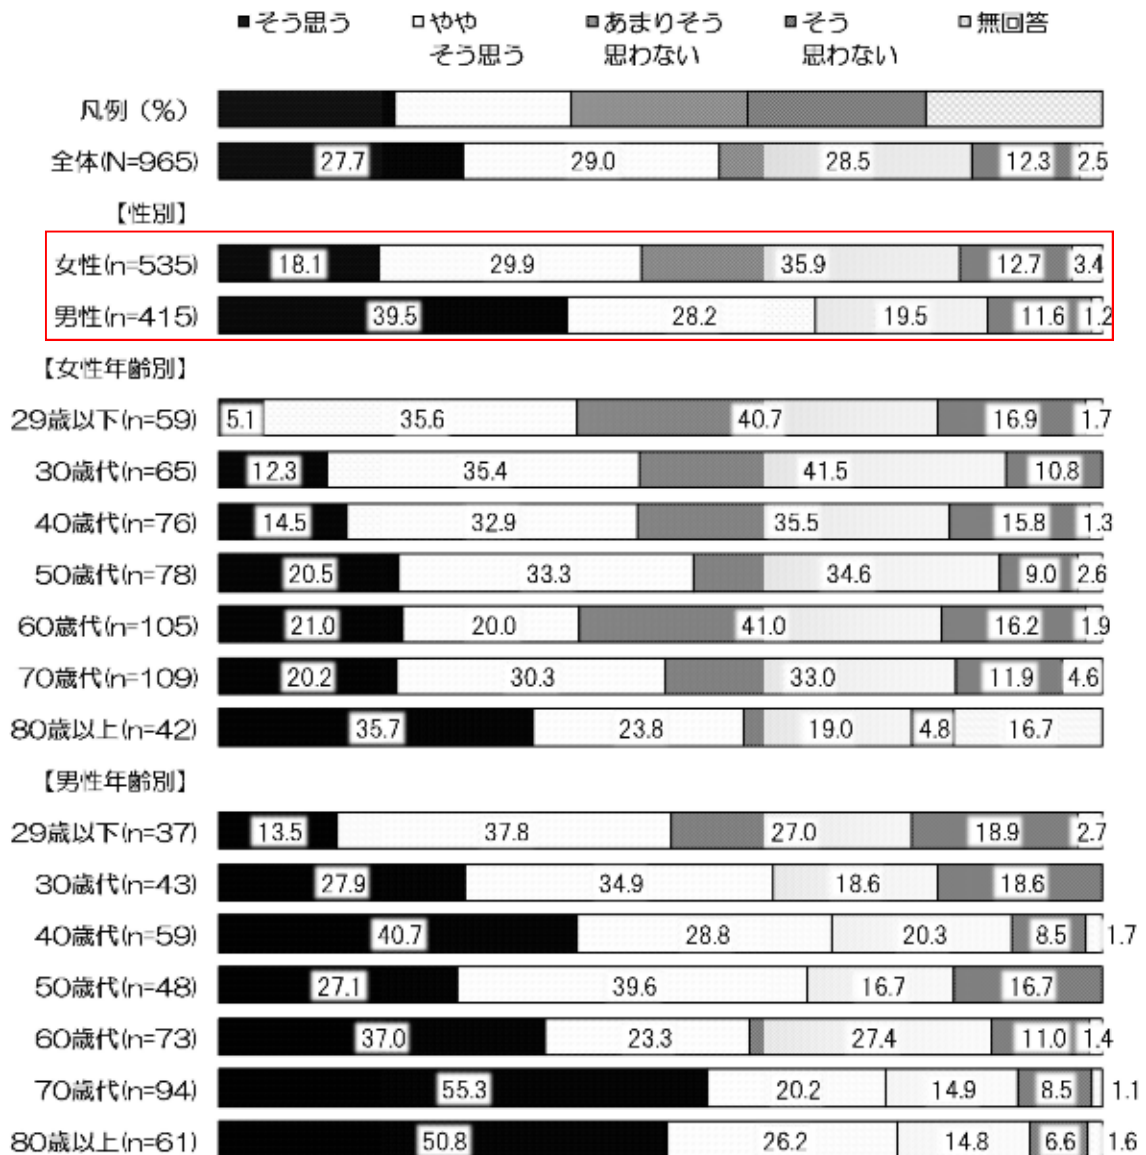 ■そう思う □やや ■あまりそう ■そう □無回答
そう思う 思わない 思わない
凡例（%）
全体(N=965) 27.7 29.0 28.5 12.3 2.5
【性別】
女性(n=535) 18.1 29.9 35.9 12.7 3.4
男性(n=415) 39.5 28.2 19.5 11.6 1.2
【女性年齢別】
29歳以下(n=59) 5.1 35.6 40.7 16.9 1.7
30歳代(n=65) 12.3 35.4 41.5 10.8
40歳代(n=76) 14.5 32.9 35.5 15.8 1.3
50歳代(n=78) 20.5 33.3 34.6 9.0 2.6
60歳代(n=105) 21.0 20.0 41.0 16.2 1.9
70歳代(n=109) 20.2 30.3 33.0 11.9 4.6
80歳以上(n=42) 35.7 23.8 19.0 4.8 16.7
【男性年齢別】
29歳以下(n=37) 13.5 37.8 27.0 18.9 2.7
30歳代(n=43) 27.9 34.9 18.6 18.6
40歳代(n=59) 40.7 28.8 20.3 8.5 1.7
50歳代(n=48) 27.1 39.6 16.7 16.7
60歳代(n=73) 37.0 23.3 27.4 11.0 1.4
70歳代(n=94) 55.3 20.2 14.9 8.5 1.1
80歳以上(n=61) 50.8 26.2 14.8 6.6 1.6